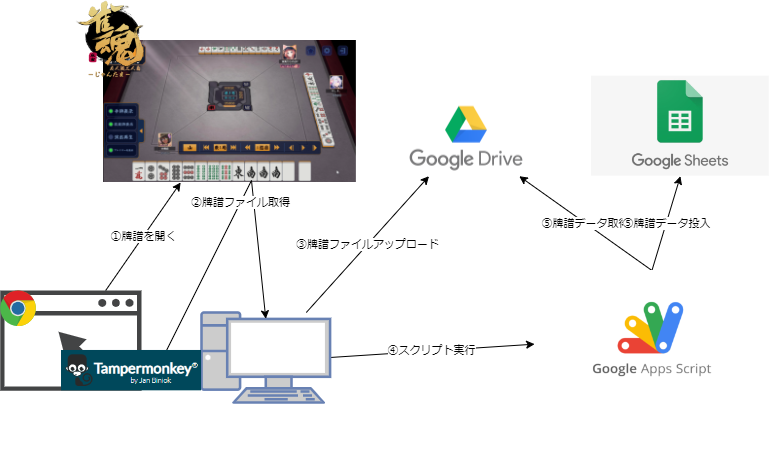 雀魂
ーじゃんたまー
②牌譜ファイル取得
①牌譜を開く
Google Drive
Google Sheets
③牌譜ファイルアップロード
⑤牌譜データ取得
⑤牌譜データ投入
④スクリプト実行
Tampermonkey®
by Jan Biniok
Google Apps Script